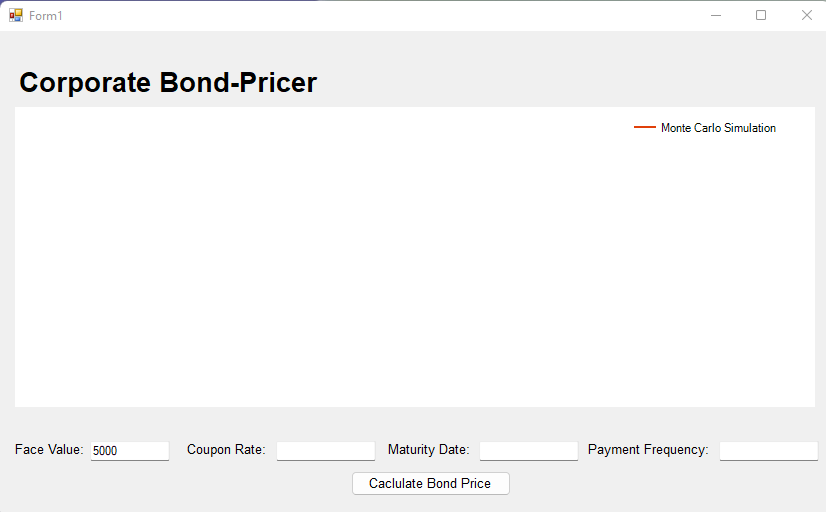 Form1
Corporate Bond-Pricer
Monte Carlo Simulation
Face Value: 5000 Coupon Rate: Maturity Date: Payment Frequency:
Caclulate Bond Price